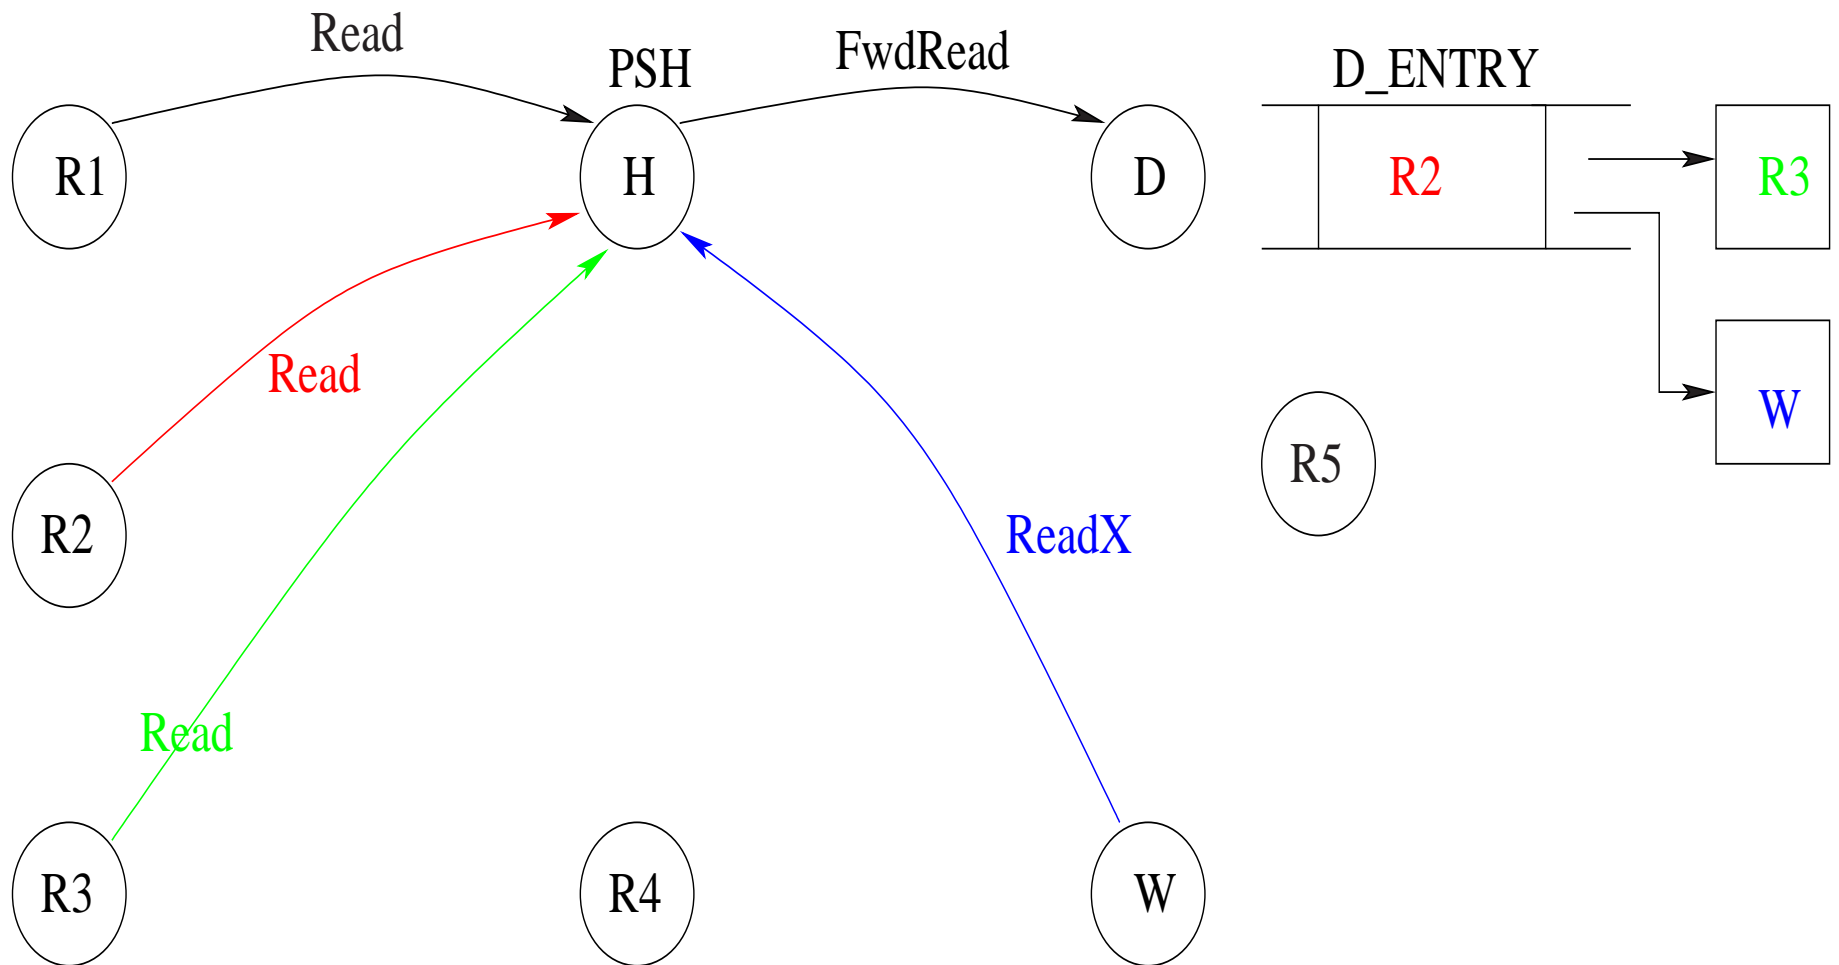 Read
PSH
FwdRead
D_ENTRY
R1
H
D
R2
R3
Read
W
R5
R2
ReadX
Read
R3
R4
W